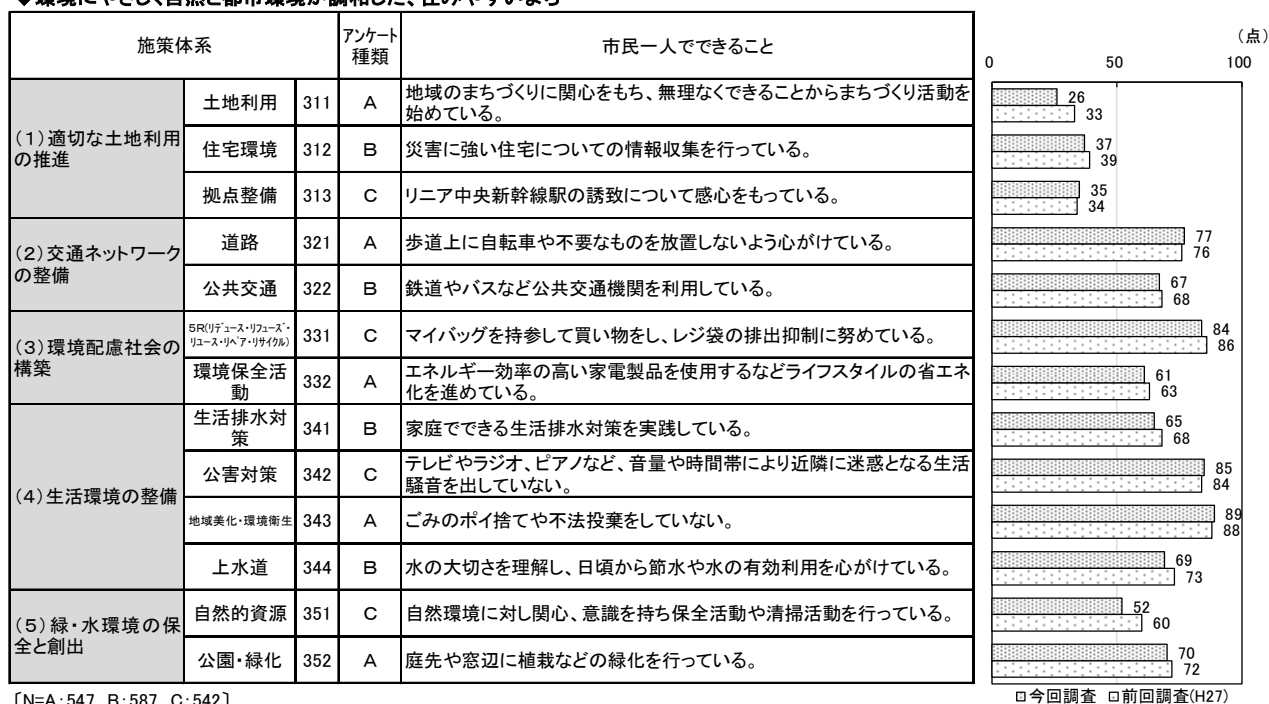 ◆環境にやさしく自然と都市環境が調和した、住みやすいまち
施策体系
アンケート
種類
市民一人でできること
（点）
0 50 100
（1）適切な土地利用
の推進
土地利用 311 A 地域のまちづくりに関心をもち、無理なくできることからまちづくり活動を
始めている。
26
33
住宅環境 312 B 災害に強い住宅についての情報収集を行っている。
37
39
拠点整備 313 C リニア中央新幹線駅の誘致について感心をもっている。
35
34
（2）交通ネットワーク
の整備
道路 321 A 歩道上に自転車や不要なものを放置しないよう心がけている。
77
76
公共交通 322 B 鉄道やバスなど公共交通機関を利用している。
67
68
（3）環境配慮社会の
構築
5R(リデュース・リフューズ・
リユース・リペア・リサイクル)
331 C マイバッグを持参して買い物をし、レジ袋の排出抑制に努めている。
84
86
環境保全活
動
332 A エネルギー効率の高い家電製品を使用するなどライフスタイルの省エネ
化を進めている。
61
63
（4）生活環境の整備
生活排水対
策
341 B 家庭でできる生活排水対策を実践している。
65
68
公害対策 342 C テレビやラジオ、ピアノなど、音量や時間帯により近隣に迷惑となる生活
騒音を出していない。
85
84
地域美化・環境衛生 343 A ごみのポイ捨てや不法投棄をしていない。
89
88
上水道 344 B 水の大切さを理解し、日頃から節水や水の有効利用を心がけている。
69
73
（5）緑・水環境の保
全と創出
自然的資源 351 C 自然環境に対し関心、意識を持ち保全活動や清掃活動を行っている。
52
60
公園・緑化 352 A 庭先や窓辺に植栽などの緑化を行っている。
70
72
〔N=A：547 B：587 C：542〕
今回調査 前回調査(H27)